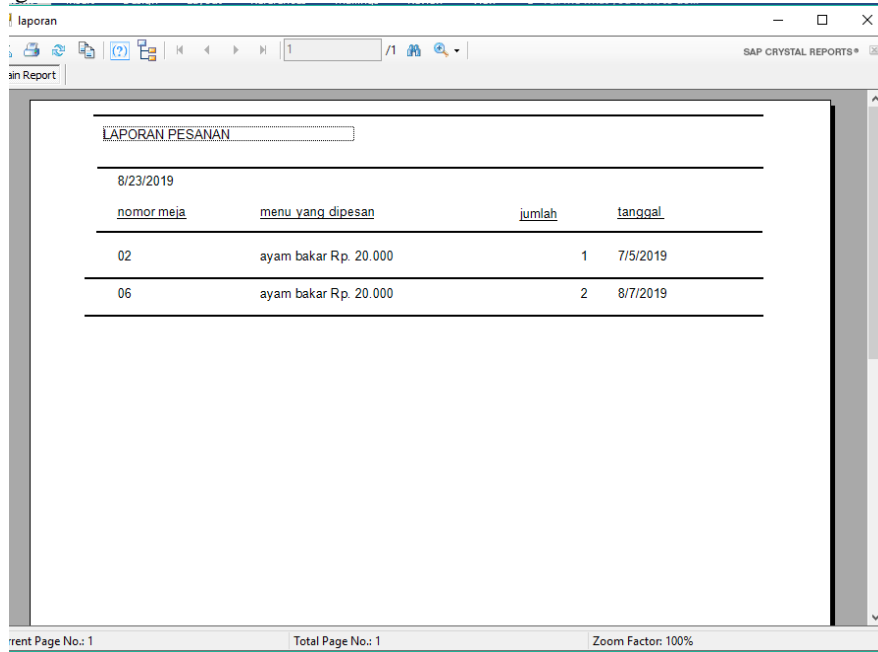 laporan
1 /1 SAP CRYSTAL REPORTS®
ain Report
LAPORAN PESANAN
8/23/2019
nomor meja menu yang dipesan jumlah tanggal
02 ayam bakar Rp. 20.000 1 7/5/2019
06 ayam bakar Rp. 20.000 2 8/7/2019
rrent Page No.: 1 Total Page No.: 1 Zoom Factor: 100%